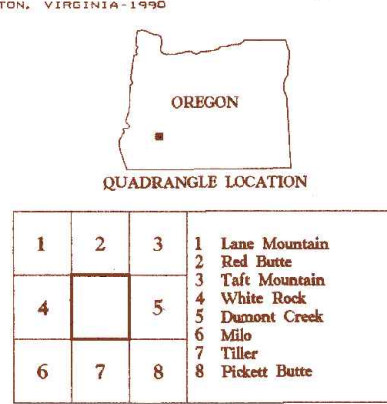 TON, VIRGINIA-1990
OREGON
QUADRANGLE LOCATION
1 2 3
4 5
6 7 8
1 Lane Mountain
2 Red Butte
3 Taft Mountain
4 White Rock
5 Dumont Creek
6 Milo
7 Tiller
8 Pickett Butte